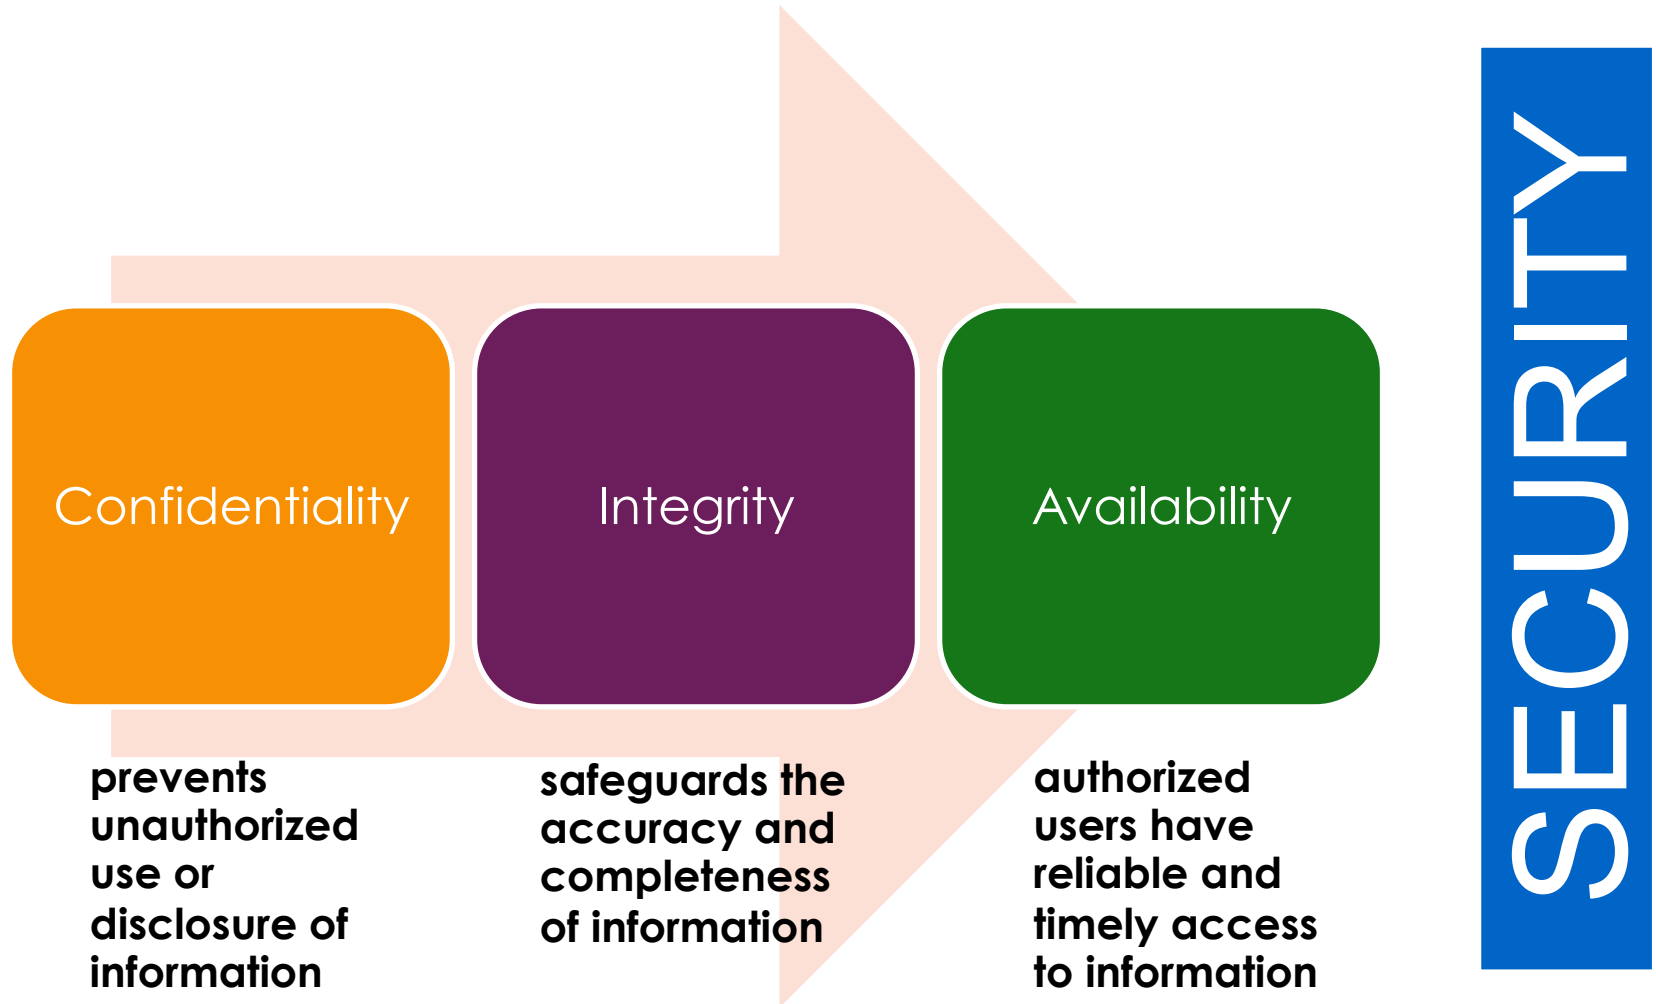 Confidentiality
Integrity
Availability
prevents
unauthorized
use or
disclosure of
information
safeguards the
accuracy and
completeness
of information
authorized
users have
reliable and
timely access
to information
SECURITY